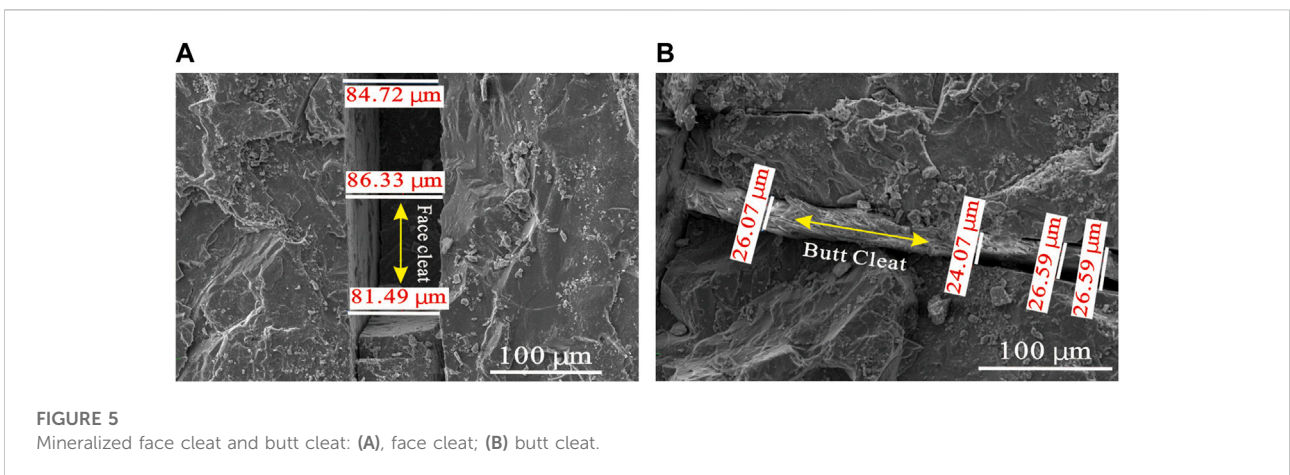 A
84.72 μm
86.33 μm
Face cleat
81.49 μm
100 μm
B
26.07 μm
Butt Cleat
24.07 μm
26.59 μm
26.59 μm
100 μm
FIGURE 5
Mineralized face cleat and butt cleat: (A), face cleat; (B) butt cleat.